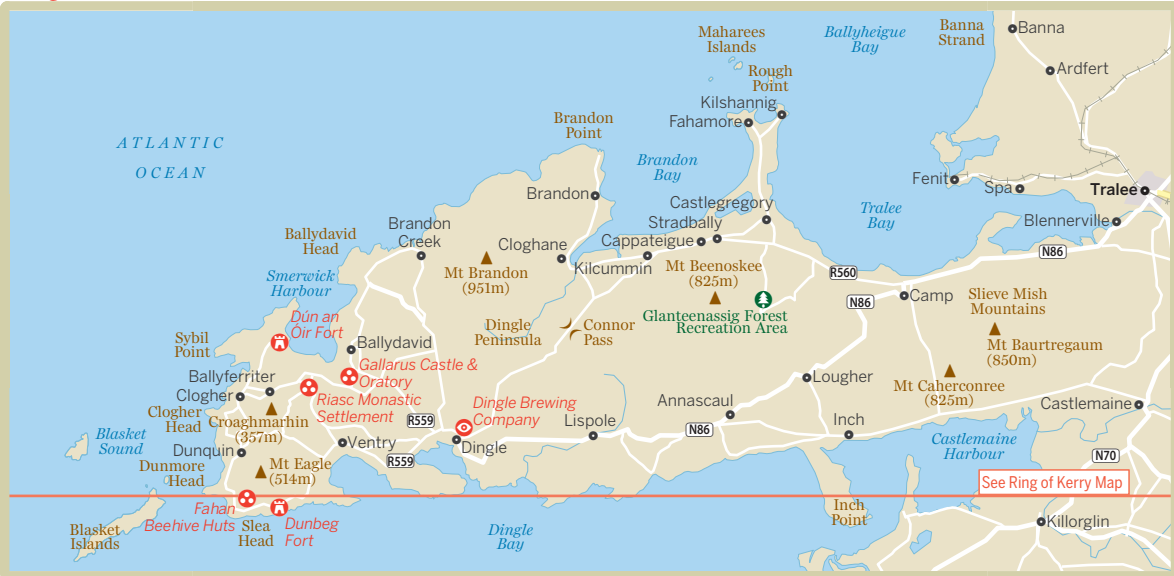 Maharees
Islands
Ballyheigue
Bay
Banna
Strand
Banna
Ardfert
Rough
Point
Kilshannig
Fahamore
Brandon
Point
ATLANTIC
OCEAN
Brandon
Bay
Brandon
Fenit
Spa
Tralee
Castlegregory
Tralee
Bay
Blennerville
Stradbally
Brandon
Creek
Ballydavid
Head
Cloghane
Cappateigue
Kilcummin
N86
Mt Brandon
(951m)
Mt Beenoskee
(825m)
R560
Smerwick
Harbour
N86
Camp
Slieve Mish
Mountains
Glanteenassig Forest
Recreation Area
Dún an
Óir Fort
Dingle
Peninsula
Connor
Pass
Sybil
Point
Ballydavid
Mt Baurtregaum
(850m)
Gallarus Castle &
Oratory
Ballyferriter
Clogher
Lougher
Mt Caherconree
(825m)
Riasc Monastic
Settlement
Dingle Brewing
Company
Annascaul
Castlemaine
Clogher
Head
Croaghmarhin
(357m)
R559
Lispole
Inch
N86
Blasket
Sound
Dunquin
Ventry
Dingle
Castlemaine
Harbour
Dunmore
Head
Mt Eagle
(514m)
R559
N70
See Ring of Kerry Map
Fahan
Beehive Huts
Slea
Head
Dunbeg
Fort
Inch
Point
Blasket
Islands
Dingle
Bay
Killorglin